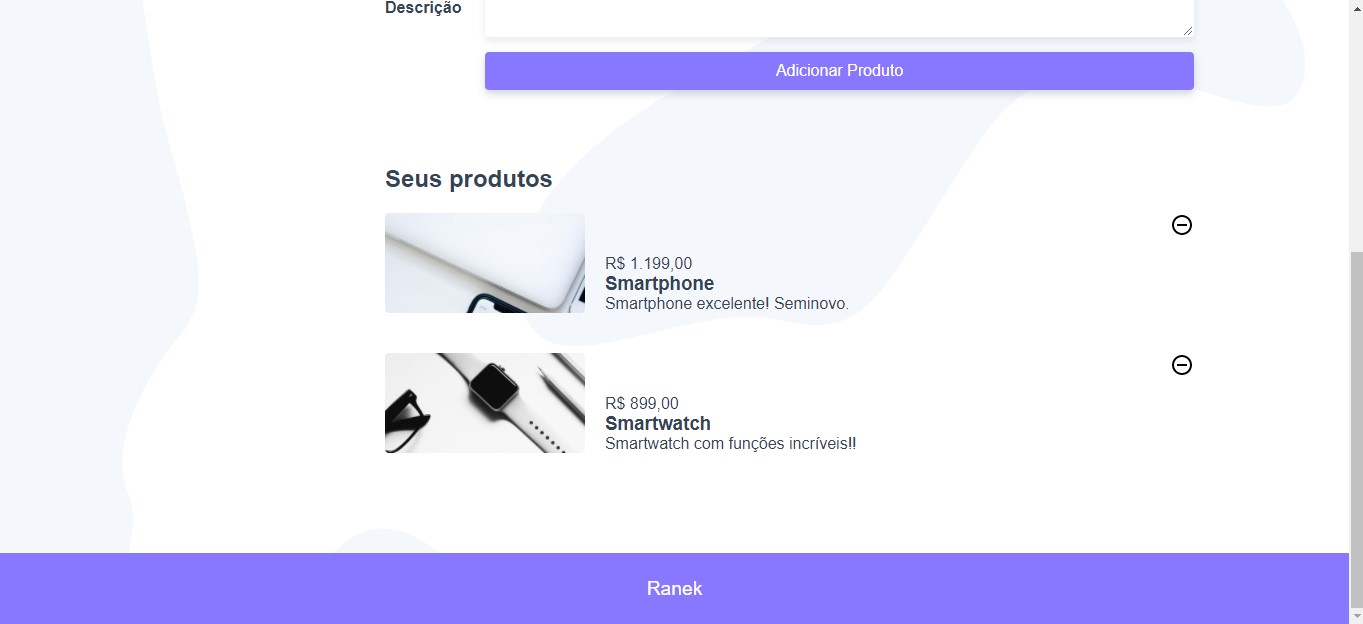 Descrição
Adicionar Produto
Seus produtos
R$ 1.199,00
Smartphone
Smartphone excelente! Seminovo.
R$ 899,00
Smartwatch
Smartwatch com funções incríveis!!
Ranek